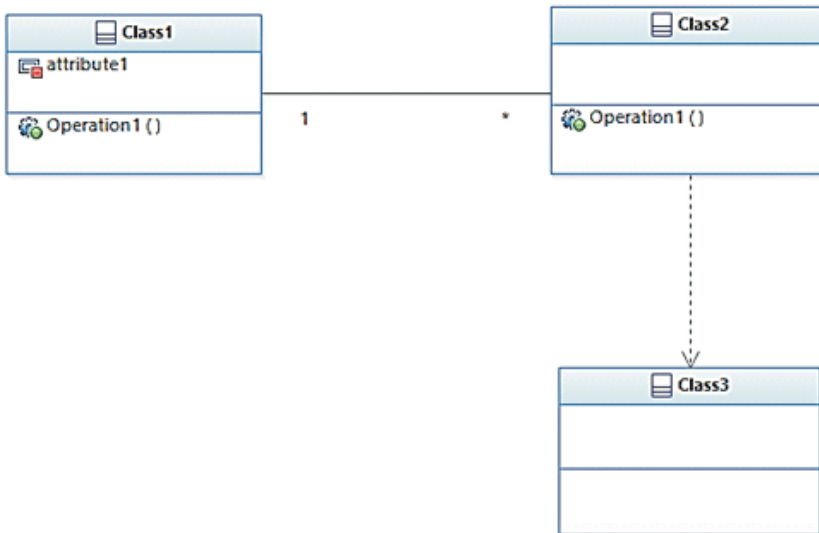 Class1
attribute1
Operation1 ()
1
*
Class2
Operation1 ()
Class3